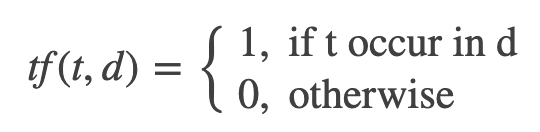 tf(t, d) = { 1, if t occur in d
0, otherwise